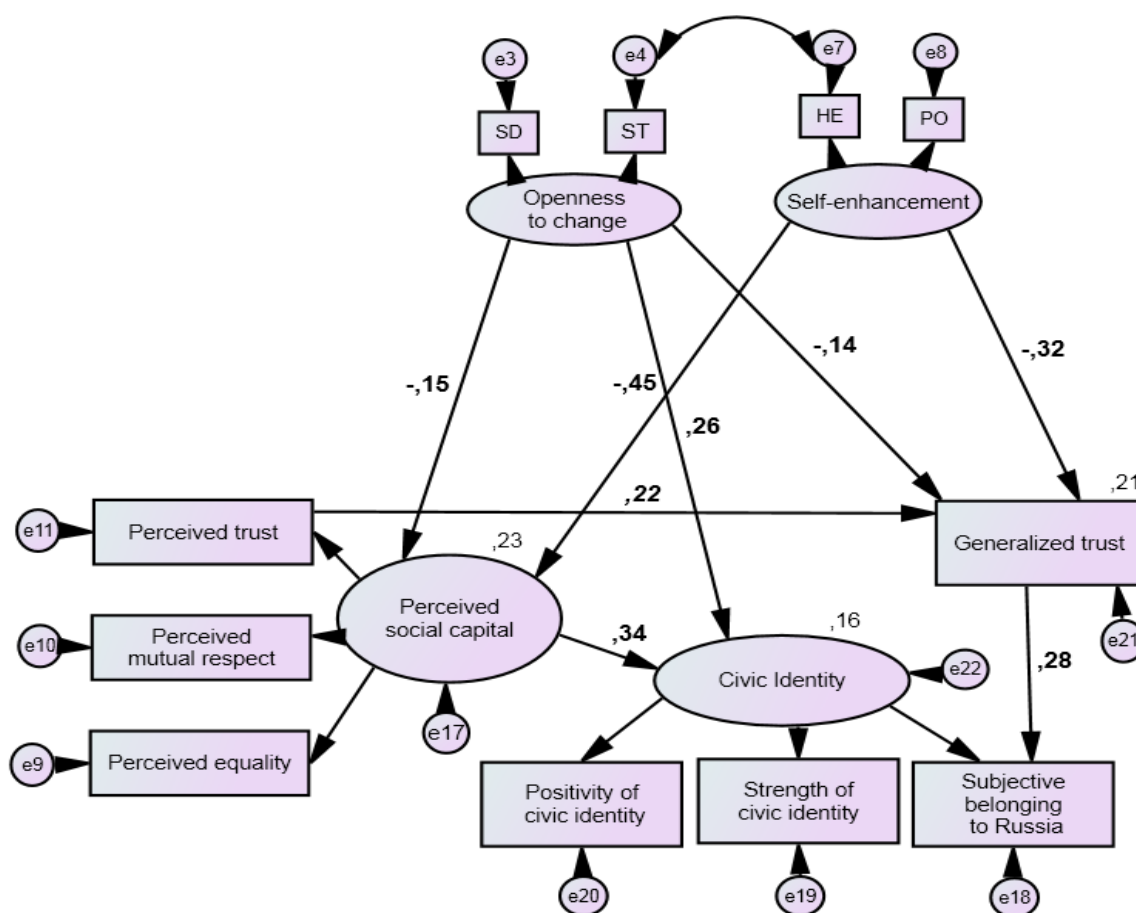 e3
e4
e7
e8
SD
ST
HE
PO
Openness
to change
Self-enhancement
-,14
-,32
-,15
-,45
,26
,22
,21
e11
Perceived trust
Generalized trust
,23
Perceived
social capital
,34
,16
e10
Perceived
mutual respect
e21
Civic Identity
e22
,28
e17
e9
Perceived equality
Positivity of
civic identity
Strength of
civic identity
Subjective
belonging
to Russia
e20
e19
e18